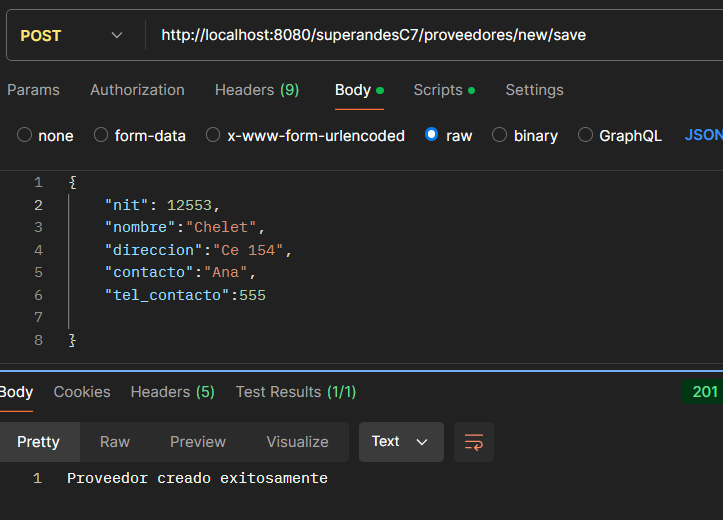 POST http://localhost:8080/superandesC7/proveedores/new/save
Params Authorization Headers (9) Body Scripts Settings
none form-data x-www-form-urlencoded raw binary GraphQL JSON
1 {
2 "nit": 12553,
3 "nombre":"Chelet",
4 "direccion":"Ce 154",
5 "contacto":"Ana",
6 "tel_contacto":555
7
8 }
Body Cookies Headers (5) Test Results (1/1) 201
Pretty Raw Preview Visualize Text
1 Proveedor creado exitosamente